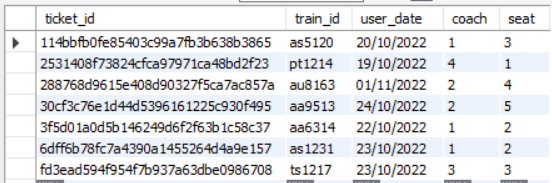 ticket_id train_id user_date coach seat
114bbfb0fe85403c99a7fb3b638b3865 as5120 20/10/2022 1 3
2531408f73824cfca97971ca48bd2f23 pt1214 19/10/2022 4 1
288768d9615e408d90327f5ca7ac857a au8163 01/11/2022 2 4
30cf3c76e1d44d5396161225c930f495 aa9513 24/10/2022 2 5
3f5d01a0d5b146249d6f2f63b1c58c37 aa6314 22/10/2022 1 2
6dff6b78fc7a4390a1455264d4a9e157 as1231 23/10/2022 1 2
fd3ead594f954f7b937a63dbe0986708 ts1217 23/10/2022 3 3